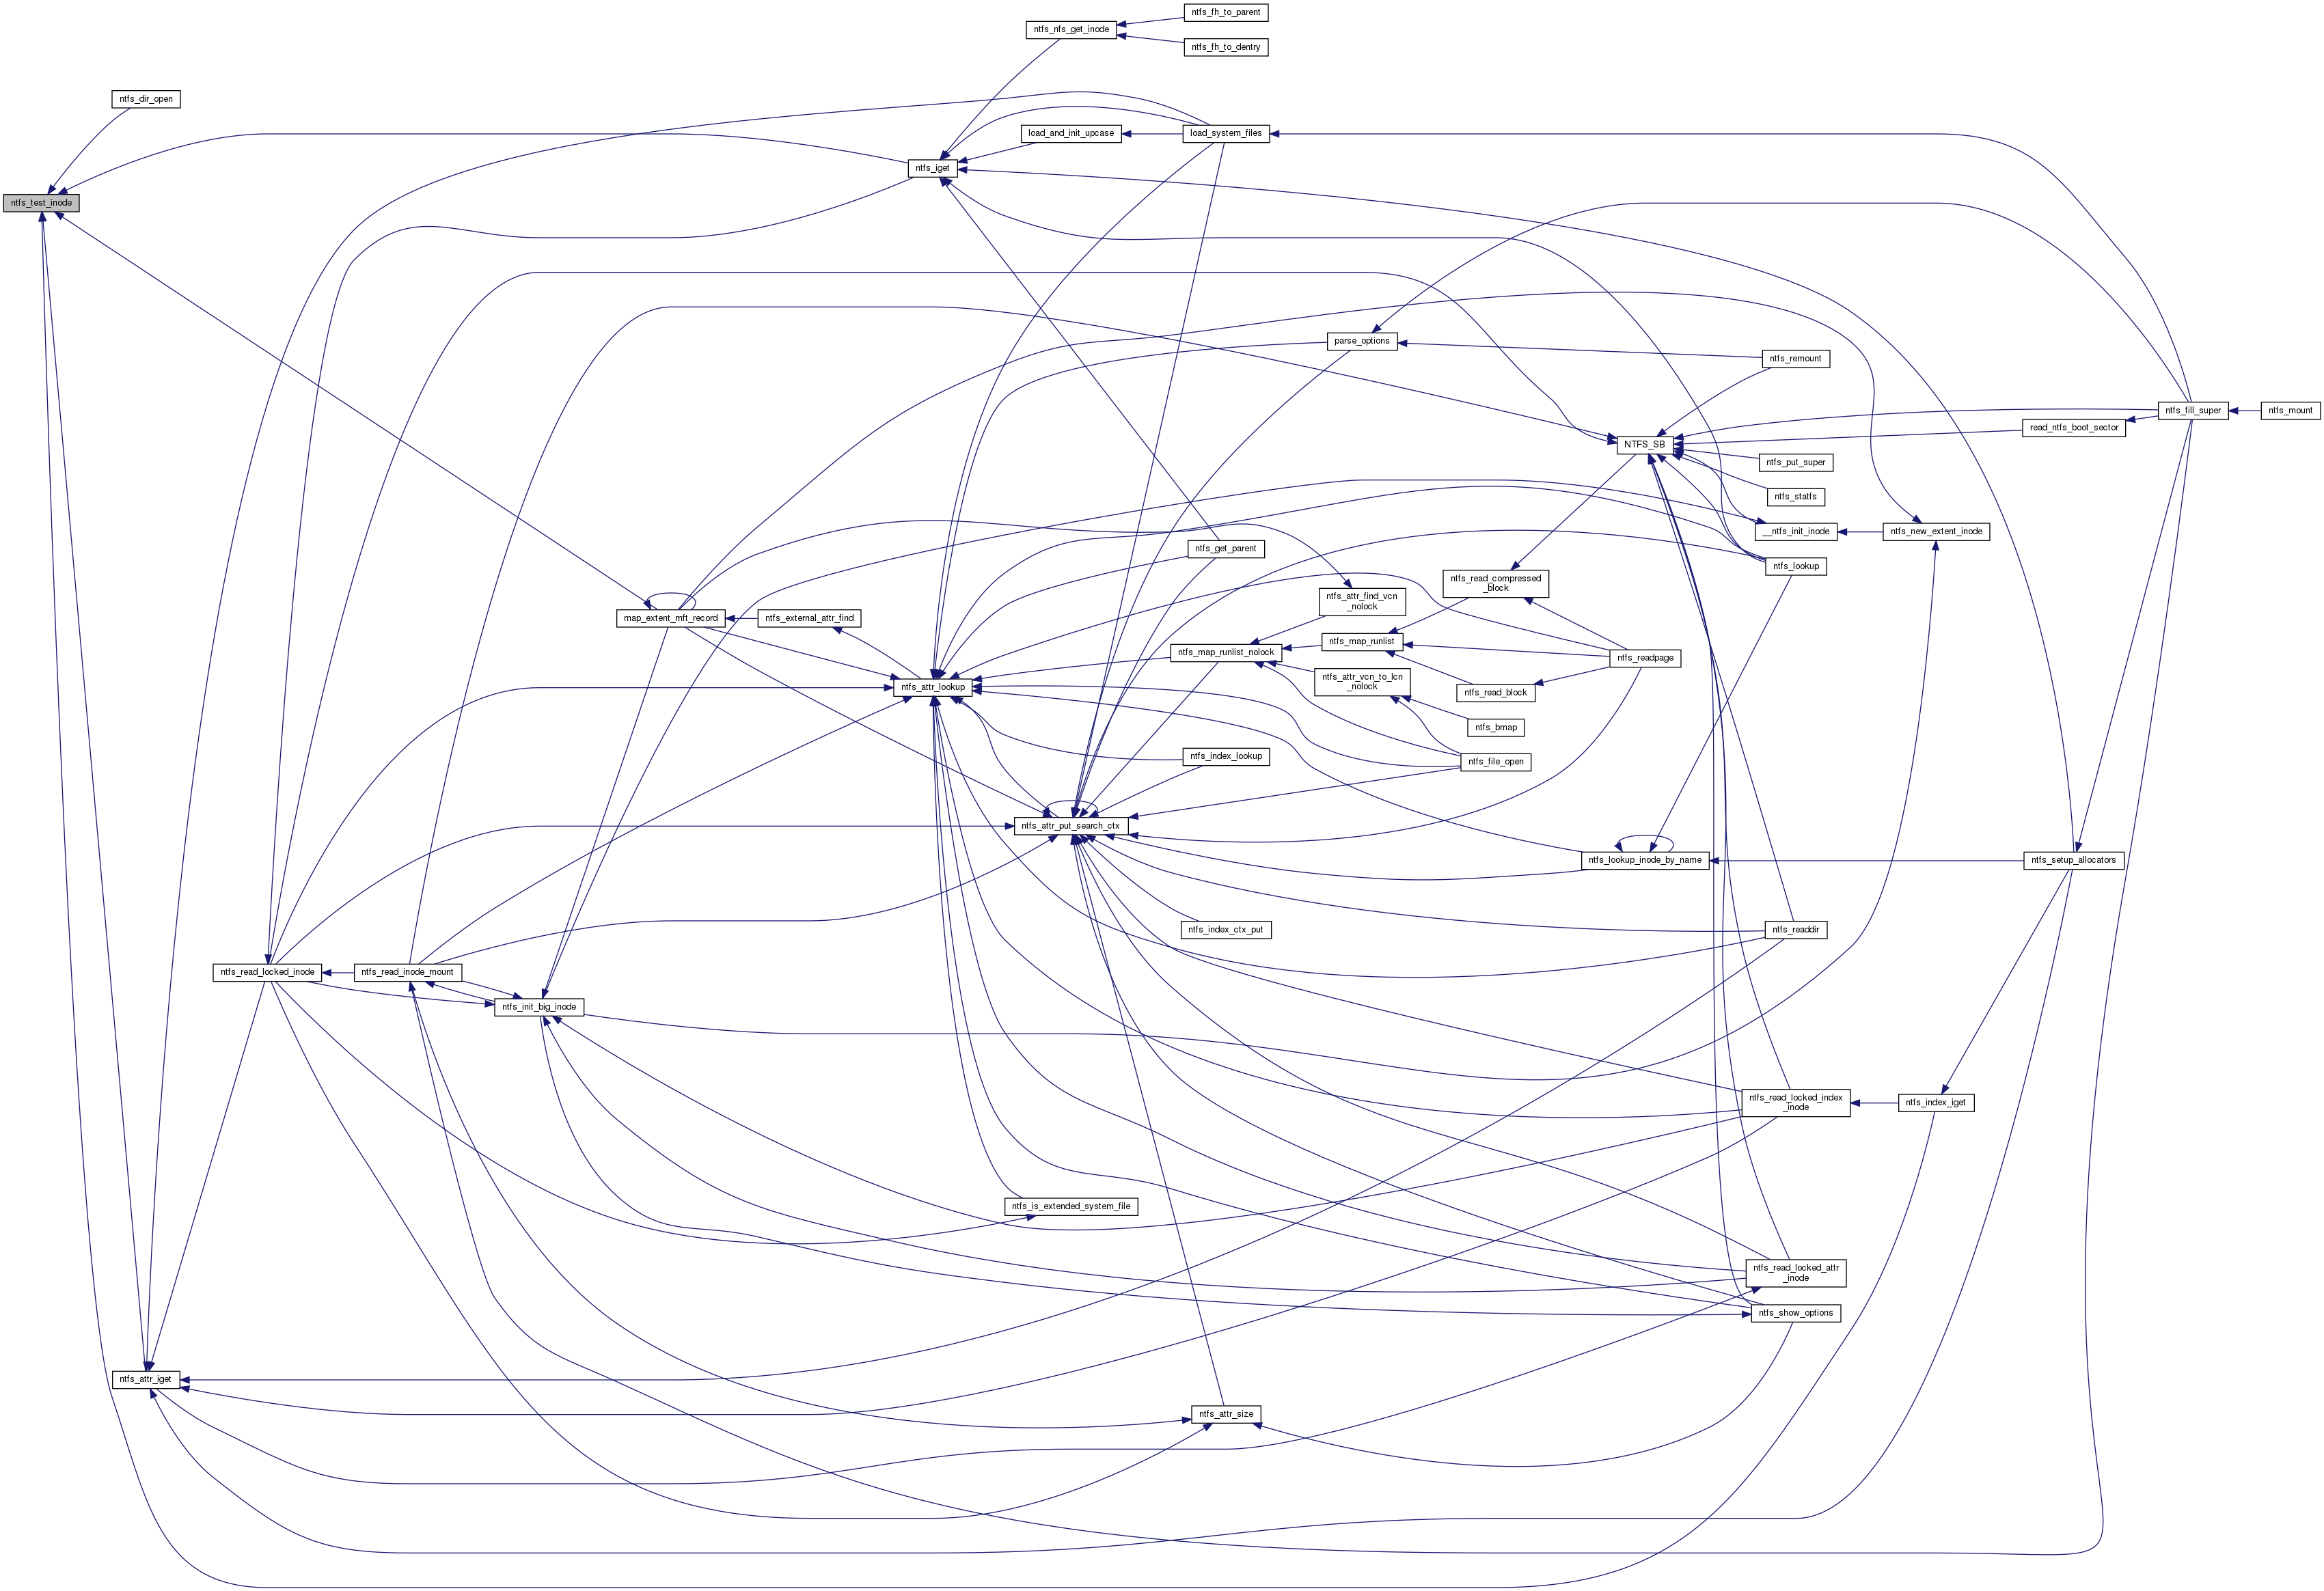 ntfs_fh_to_parent
ntfs_nfs_get_inode
ntfs_fh_to_dentry
ntfs_dir_open
load_and_init_upcase
load_system_files
ntfs_iget
ntfs_test_inode
parse_options
ntfs_remount
ntfs_fill_super
ntfs_mount
read_ntfs_boot_sector
NTFS_SB
ntfs_put_super
ntfs_statfs
__ntfs_init_inode
ntfs_new_extent_inode
ntfs_get_parent
ntfs_lookup
ntfs_read_compressed
_block
ntfs_attr_find_vcn
_nolock
map_extent_mft_record
ntfs_external_attr_find
ntfs_map_runlist
ntfs_map_runlist_nolock
ntfs_readpage
ntfs_attr_vcn_to_lcn
_nolock
ntfs_attr_lookup
ntfs_read_block
ntfs_bmap
ntfs_index_lookup
ntfs_file_open
ntfs_attr_put_search_ctx
ntfs_lookup_inode_by_name
ntfs_setup_allocators
ntfs_index_ctx_put
ntfs_readdir
ntfs_read_locked_inode
ntfs_read_inode_mount
ntfs_init_big_inode
ntfs_read_locked_index
_inode
ntfs_index_iget
ntfs_is_extended_system_file
ntfs_read_locked_attr
_inode
ntfs_show_options
ntfs_attr_iget
ntfs_attr_size